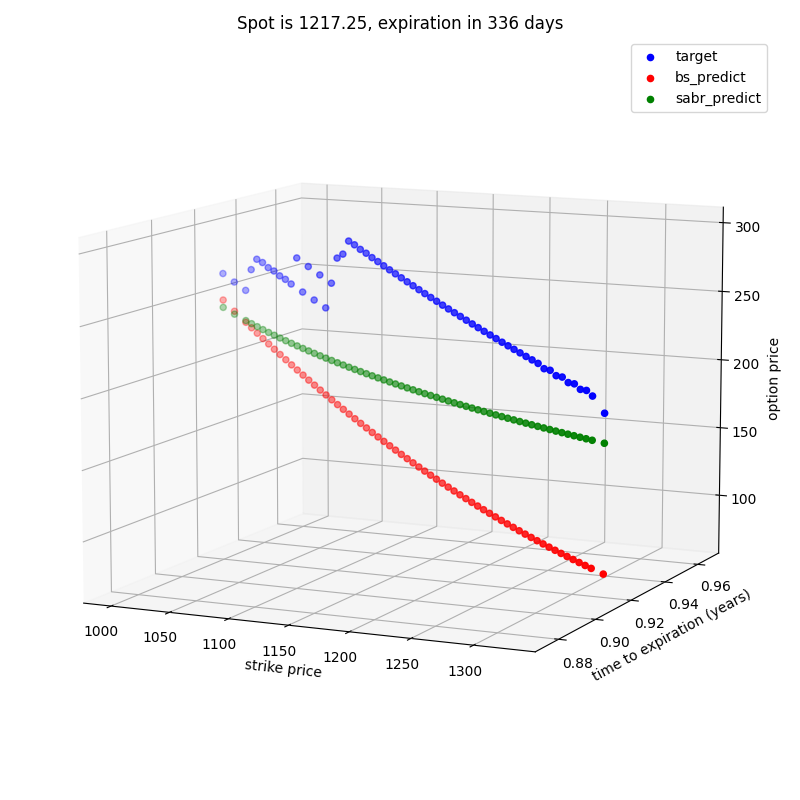 Spot is 1217.25, expiration in 336 days
target
bs_predict
sabr_predict
300
250
200
150
100
option price
0.96
0.94
0.92
0.90
0.88
time to expiration (years)
1000
1050
1100
1150
1200
1250
1300
strike price